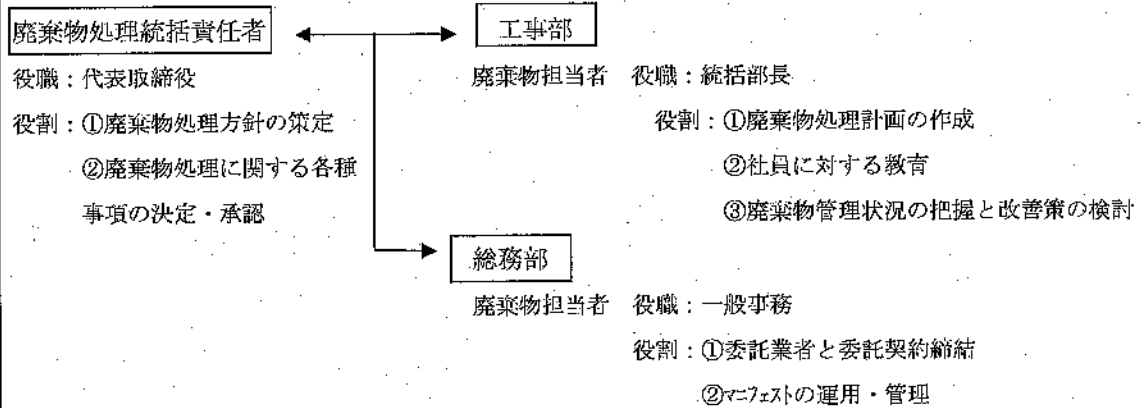 廃棄物処理統括責任者
役職：代表取締役
役割：①廃棄物処理方針の策定
②廃棄物処理に関する各種
事項の決定・承認
工事部
廃棄物担当者　役職：統括部長
役割：①廃棄物処理計画の作成
②社員に対する教育
③廃棄物管理状況の把握と改善策の検討
総務部
廃棄物担当者　役職：一般事務
役割：①委託業者と委託契約締結
②ﾏﾆﾌｪｽﾄの運用・管理